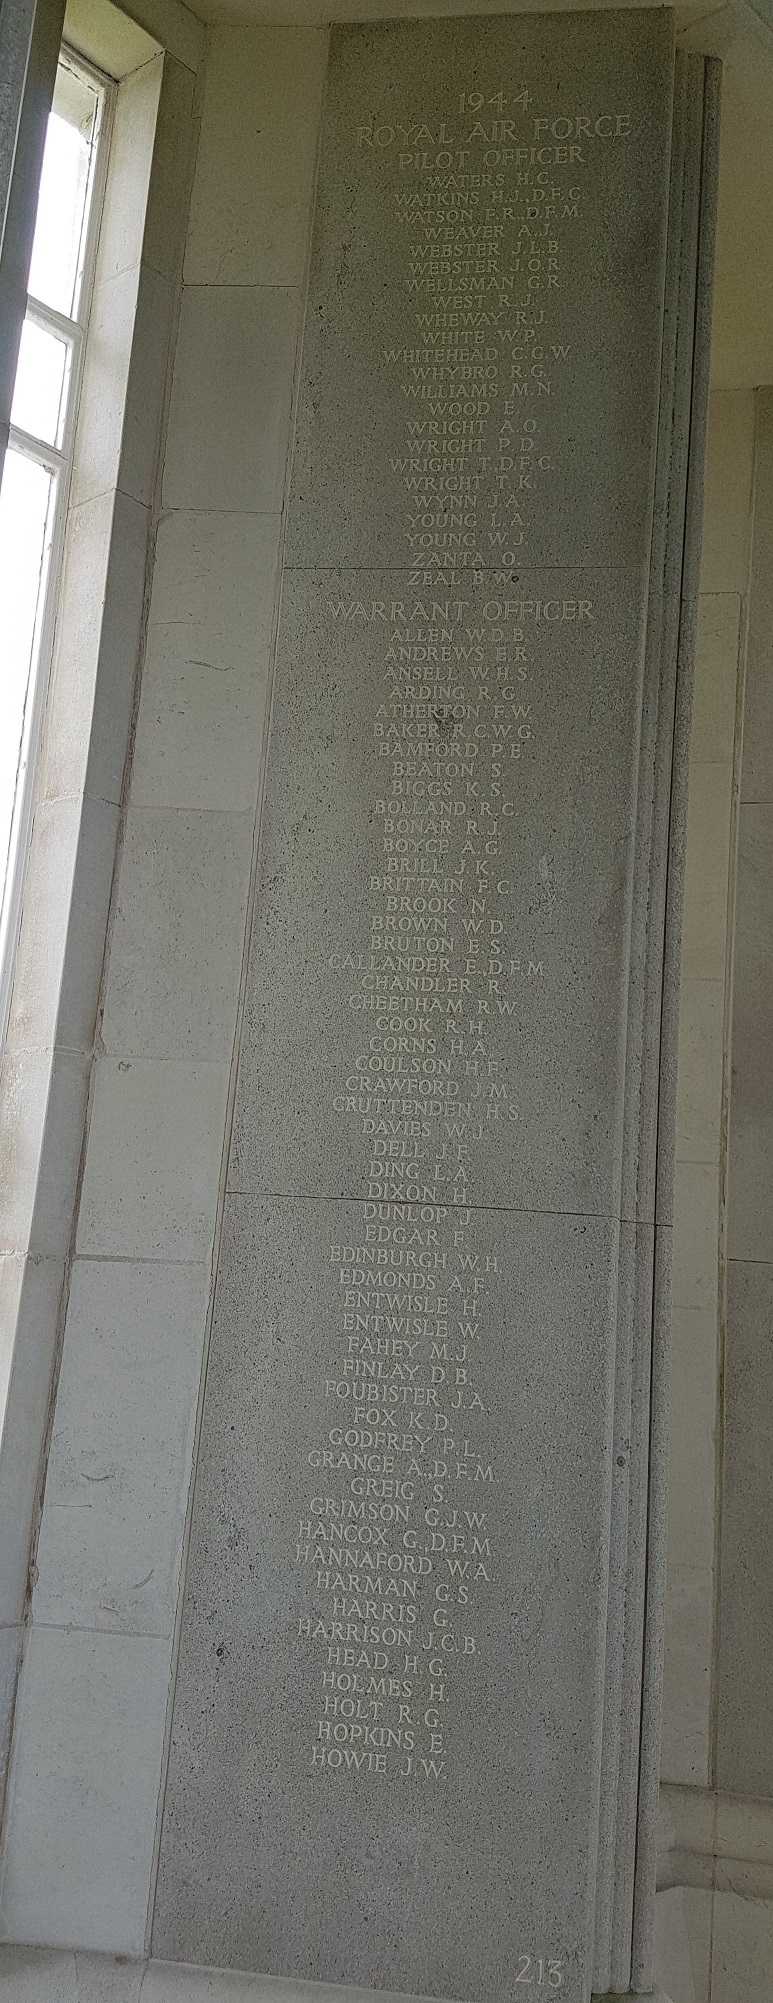 1944
ROYAL AIR FORCE
PILOT OFFICER
WATERS H.C.
WATKINS H.J., D.F.C.
WATSON F.R., D.F.M.
WEAVER A.J.
WEBSTER J.L.B.
WEBSTER J.O.R.
WELLSMAN G.R.
WEST R.J.
WHEWAY R.J.
WHITE W.P.
WHITEHEAD C.G.W.
WHYBRO R.G.
WILLIAMS M.N.
WOOD E.
WRIGHT A.O.
WRIGHT P.D.
WRIGHT T., D.F.C.
WRIGHT T.K.
WYNN J.A.
YOUNG L.A.
YOUNG W.J.
ZANTA O.
ZEAL B.W.
WARRANT OFFICER
ALLEN W.D.B.
ANDREWS E.R.
ANSELL W.H.S.
ARDING R.G.
ATHERTON F.W.
BAKER R.C.W.G.
BAMFORD P.E.
BEATON S.
BIGGS K.S.
BOLLAND R.C.
BONAR R.J.
BOYCE A.G.
BRILL J.K.
BRITTAIN F.C.
BROOK N.
BROWN W.D.
BRUTON E.S.
CALLANDER E., D.F.M.
CHANDLER R.
CHEETHAM R.W.
COOK R.H.
CORNS H.A.
COULSON H.F.
CRAWFORD J.M.
CRUTTENDEN H.S.
DAVIES W.J.
DELL J.F.
DING L.A.
DIXON H.
DUNLOP J.
EDGAR F.
EDINBURGH W.H.
EDMONDS A.F.
ENTWISLE H.
ENTWISLE W.
FAHEY M.J.
FINLAY D.B.
FOUBISTER J.A.
FOX K.D.
GODFREY P.L.
GRANGE A., D.F.M.
GREIG S.
GRIMSON G.J.W.
HANCOX G., D.F.M.
HANNAFORD W.A.
HARMAN G.S.
HARRIS G.
HARRISON J.C.B.
HEAD H.G.
HOLMES H.
HOLT R.G.
HOPKINS E.
HOWIE J.W.
213